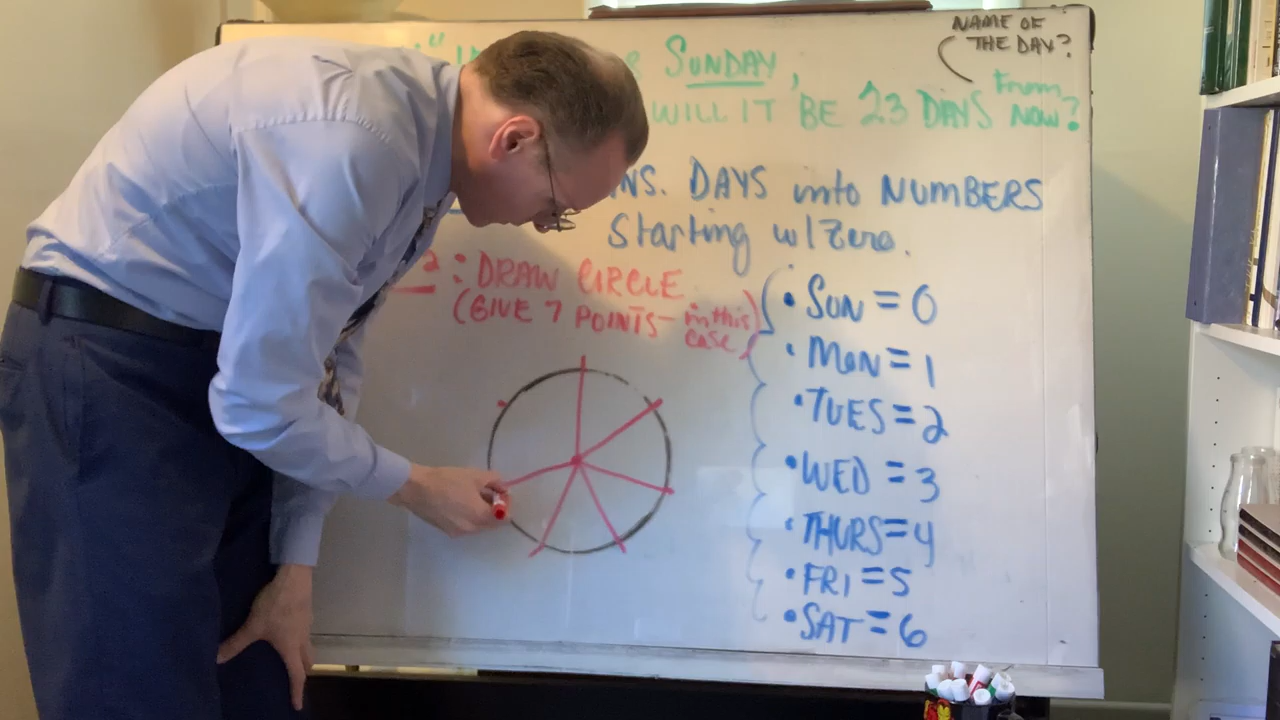 SUNDAY,
NAME OF
THE DAY?
WILL IT BE 23 DAYS From Now?
NS. DAYS into NUMBERS
Starting w/Zero.
2: DRAW CIRCLE
(GIVE 7 POINTS- in this case)
• SUN = 0
• MON = 1
• TUES = 2
• WED = 3
• THURS = 4
• FRI = 5
• SAT = 6